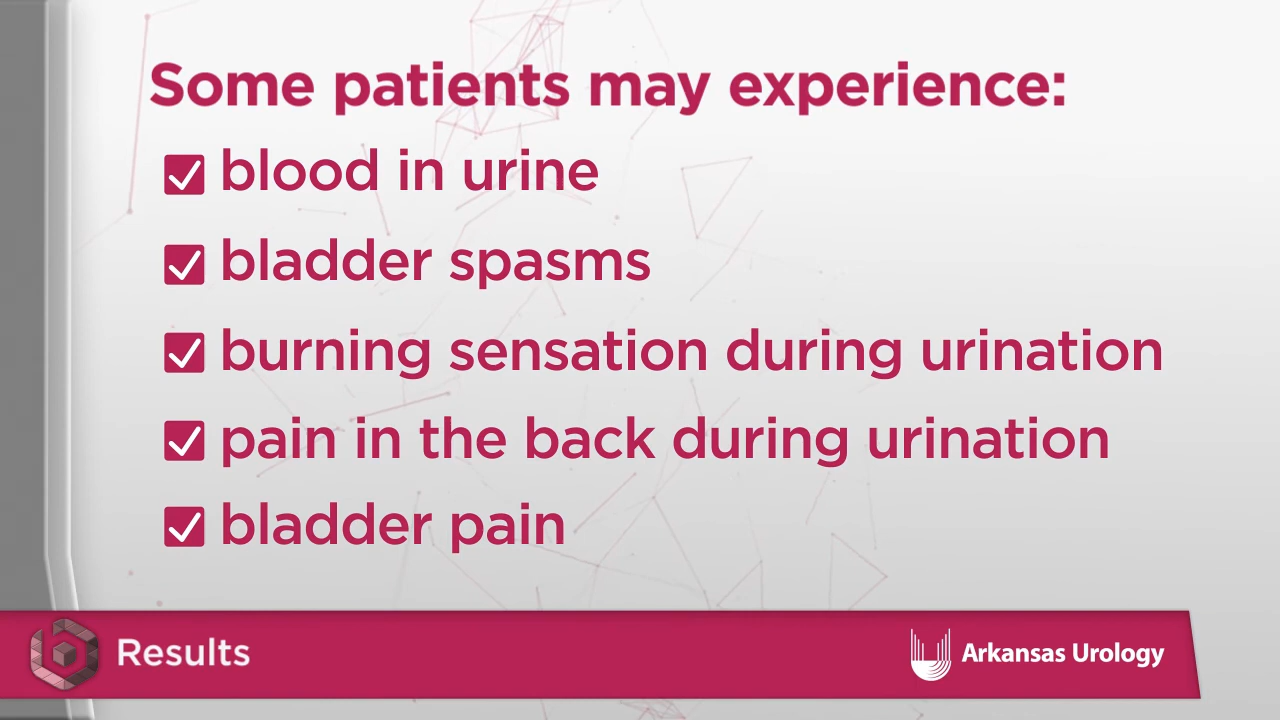 Some patients may experience:
blood in urine
bladder spasms
burning sensation during urination
pain in the back during urination
bladder pain
Results
Arkansas Urology